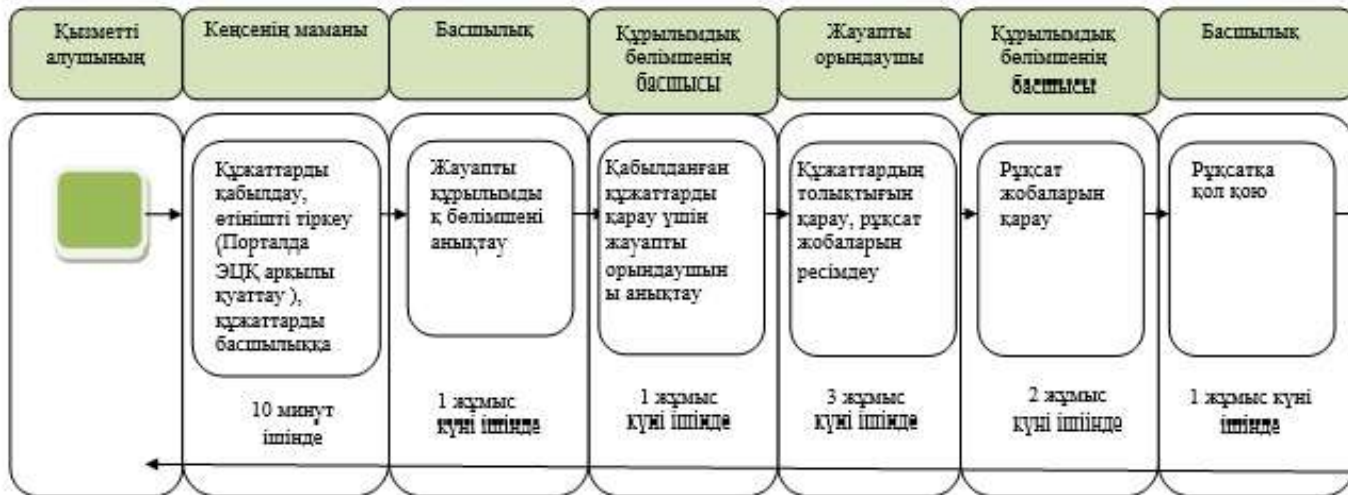 Қызметті
алушының
Кеңсенің маманы
Басшылық
Құрылымдық
бөлімшенің
басшысы
Жауапты
орындаушы
Құрылымдық
бөлімшенің
басшысы
Басшылық
Құжаттарды
қабылдау,
өтінішті тіркеу
(Порталда
ЭЦҚ арқылы
қуаттау ),
құжаттарды
басшылыққа
Жауапты
құрылымды
қ бөлімшені
анықтау
Қабылданған
құжаттарды
қарау үшін
жауапты
орындаушын
ы анықтау
Құжаттардың
толықтығын
қарау, рұқсат
жобаларын
ресімдеу
Рұқсат
жобаларын
қарау
Рұқсатқа
қол қою
10 минут
ішінде
1 жұмыс
күні ішінде
1 жұмыс
күні ішінде
3 жұмыс
күні ішінде
2 жұмыс
күні ішіінде
1 жұмыс күні
ішінде